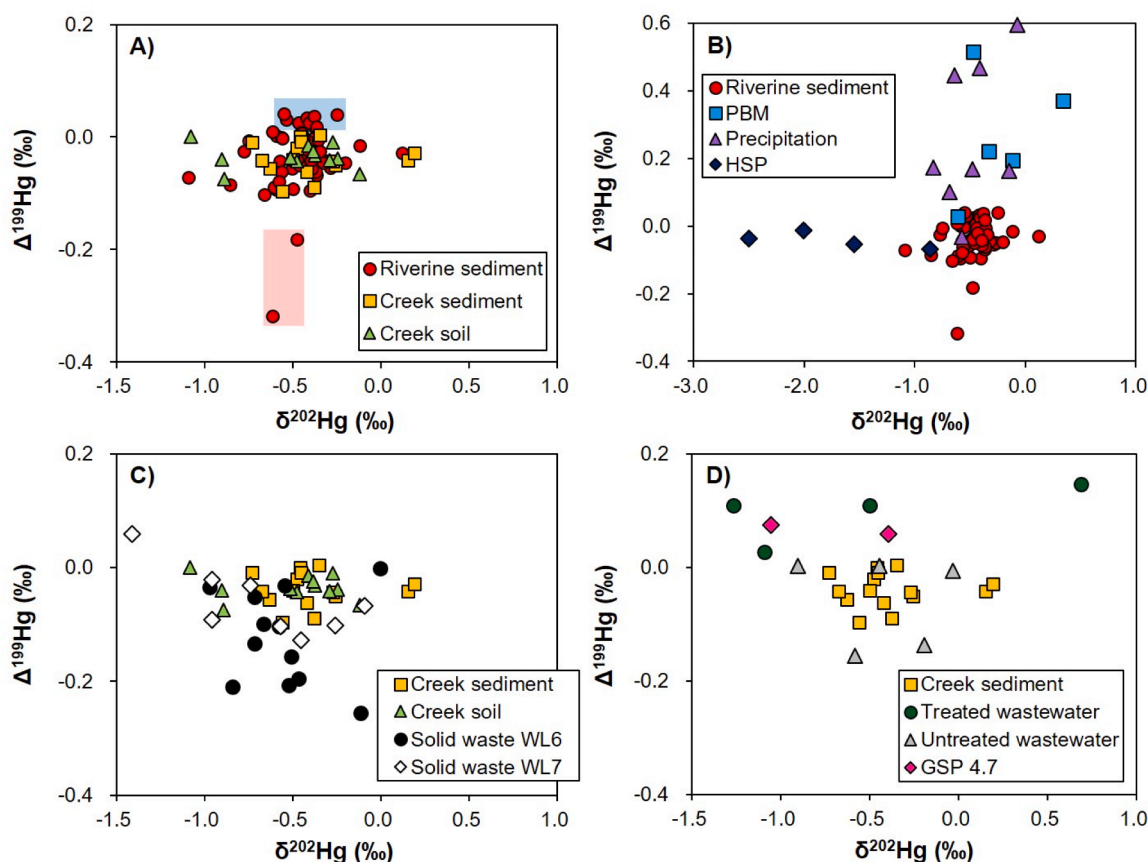 A)
0.2
0.0
-0.2
-0.4
Δ¹⁹⁹Hg (‰)
Riverine sediment
Creek sediment
Creek soil
-1.5 -1.0 -0.5 0.0 0.5 1.0
δ²⁰²Hg (‰)
B)
0.6
0.4
0.2
0.0
-0.2
-0.4
Δ¹⁹⁹Hg (‰)
Riverine sediment
PBM
Precipitation
HSP
-3.0 -2.0 -1.0 0.0 1.0
δ²⁰²Hg (‰)
C)
0.2
0.0
-0.2
-0.4
Δ¹⁹⁹Hg (‰)
Creek sediment
Creek soil
Solid waste WL6
Solid waste WL7
-1.5 -1.0 -0.5 0.0 0.5 1.0
δ²⁰²Hg (‰)
D)
0.2
0.0
-0.2
-0.4
Δ¹⁹⁹Hg (‰)
Creek sediment
Treated wastewater
Untreated wastewater
GSP 4.7
-1.5 -1.0 -0.5 0.0 0.5 1.0
δ²⁰²Hg (‰)